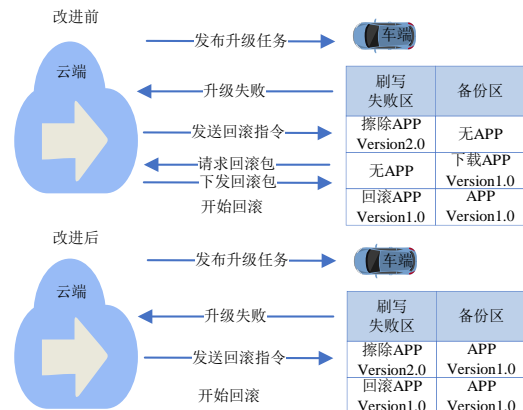 改进前
云端
发布升级任务
车端
升级失败
刷写
失败区
备份区
发送回滚指令
擦除APP
Version2.0
无APP
请求回滚包
下发回滚包
无APP
下载APP
Version1.0
开始回滚
回滚APP
Version1.0
APP
Version1.0
改进后
云端
发布升级任务
车端
升级失败
刷写
失败区
备份区
发送回滚指令
擦除APP
Version2.0
APP
Version1.0
开始回滚
回滚APP
Version1.0
APP
Version1.0